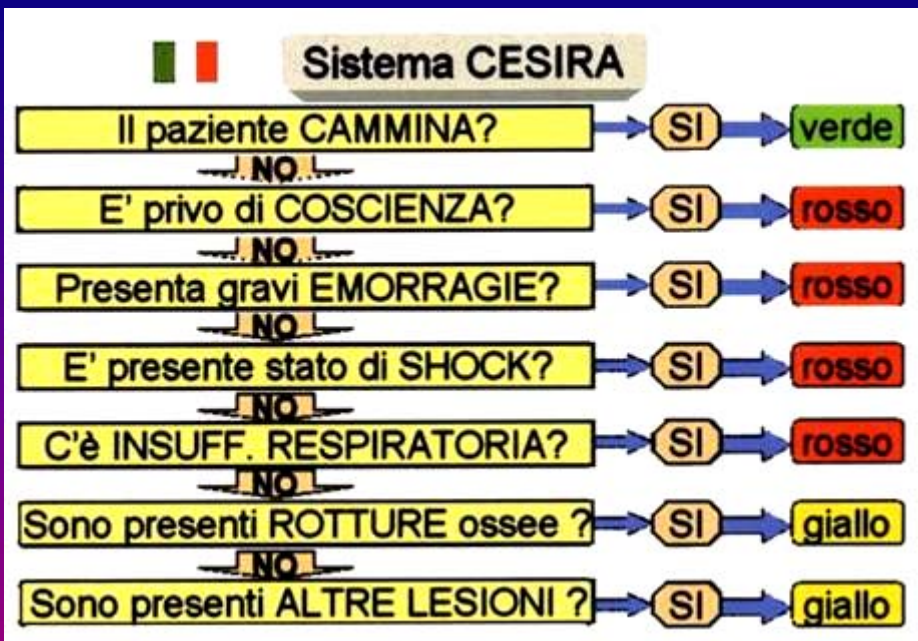 Sistema CESIRA
Il paziente CAMMINA? SI verde
NO
E' privo di COSCIENZA? SI rosso
NO
Presenta gravi EMORRAGIE? SI rosso
NO
E' presente stato di SHOCK? SI rosso
NO
C'è INSUFF. RESPIRATORIA? SI rosso
NO
Sono presenti ROTTURE ossee ? SI giallo
NO
Sono presenti ALTRE LESIONI ? SI giallo